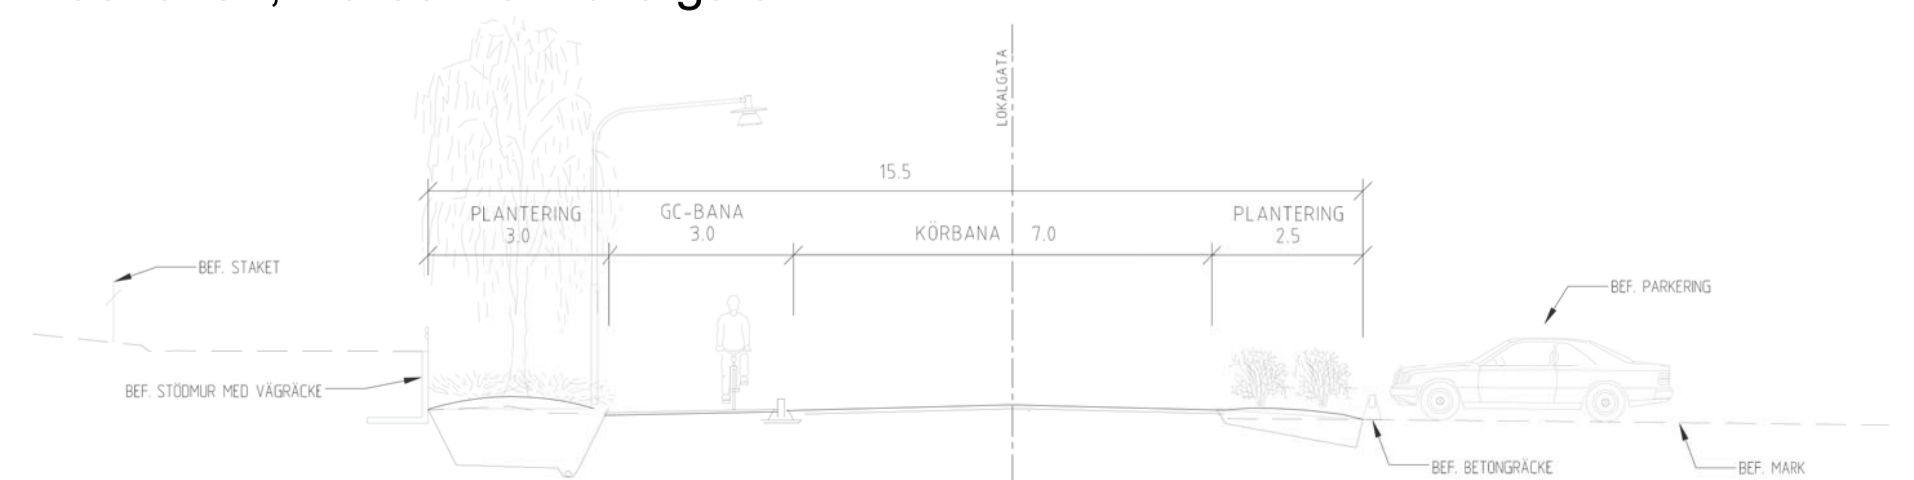 LOKALGATA
15.5
PLANTERING
3.0
GC-BANA
3.0
KÖRBANA 7.0
PLANTERING
2.5
BEF. STAKET
BEF. PARKERING
BEF. STÖDMUR MED VÄGRÄCKE
BEF. BETONGRÄCKE
BEF. MARK